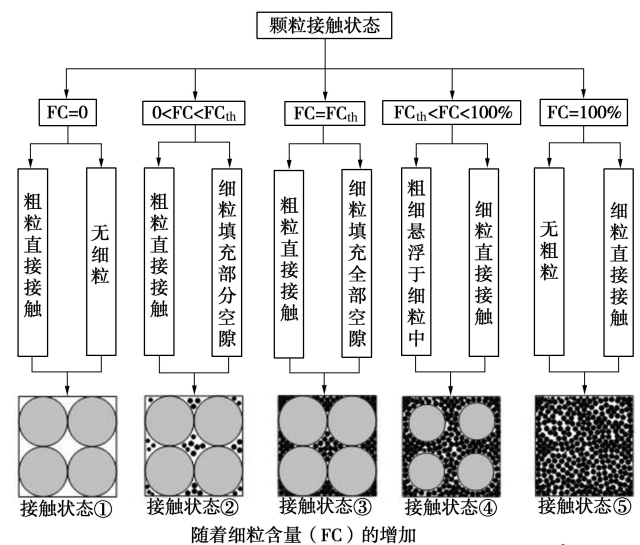 颗粒接触状态
FC=0
0<FC<FCth
FC=FCth
FCth<FC<100%
FC=100%
粗粒直接接触
无细粒
粗粒直接接触
细粒填充部分空隙
粗粒直接接触
细粒填充全部空隙
粗细悬浮于细粒中
细粒直接接触
无粗粒
细粒直接接触
接触状态①
接触状态②
接触状态③
接触状态④
接触状态⑤
随着细粒含量（FC）的增加